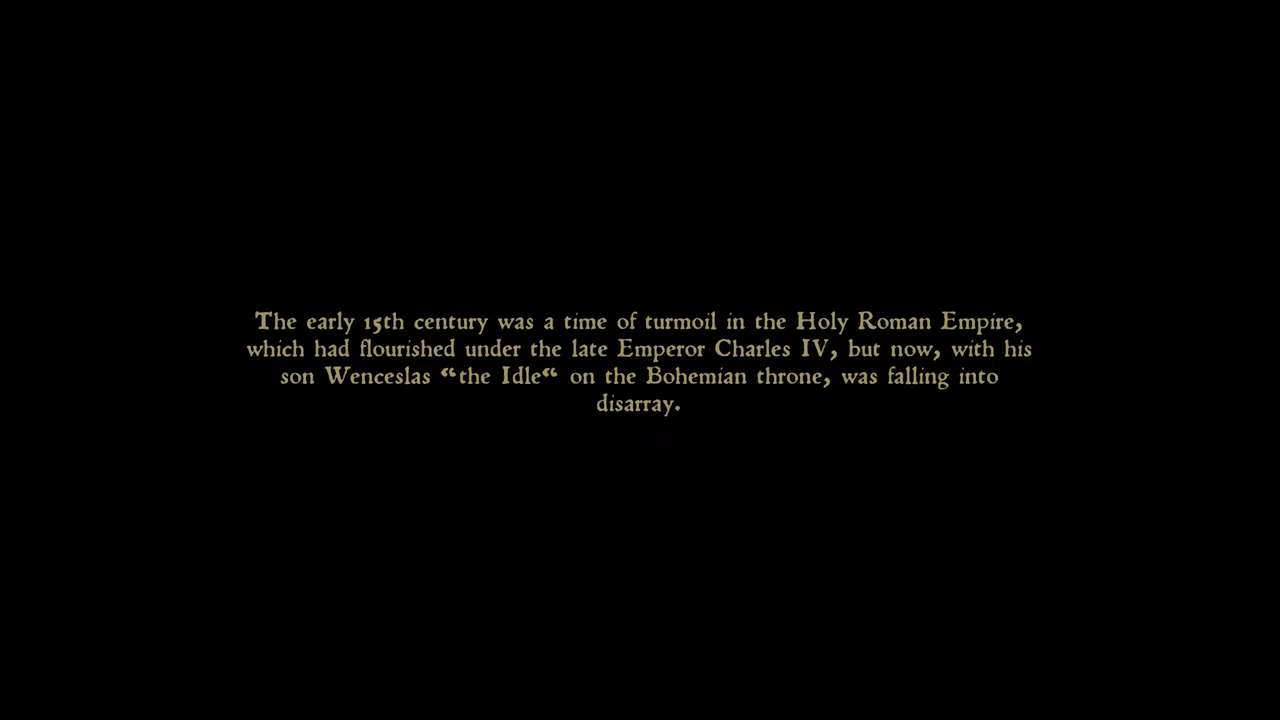 The early 15th century was a time of turmoil in the Holy Roman Empire,
which had flourished under the late Emperor Charles IV, but now, with his
son Wenceslas “the Idle“ on the Bohemian throne, was falling into
disarray.